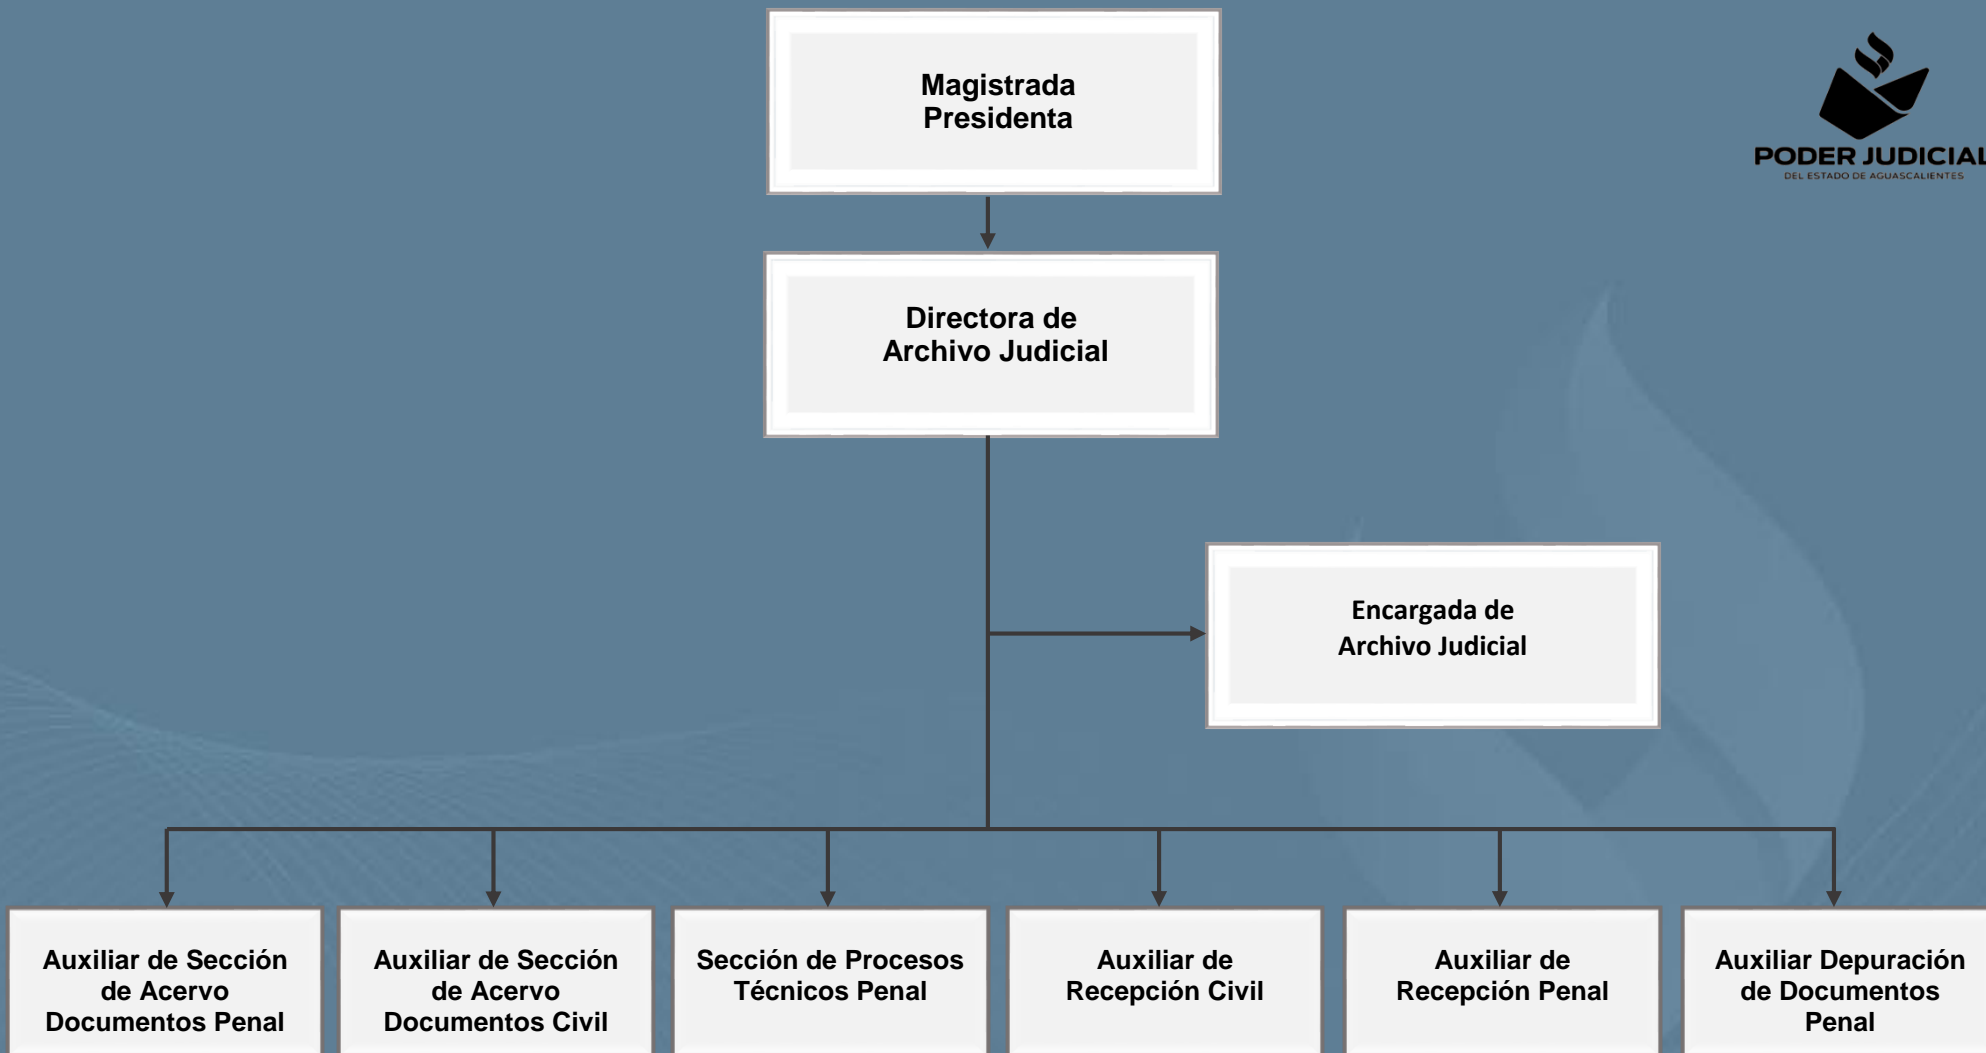 Magistrada
Presidenta
PODER JUDICIAL
DEL ESTADO DE AGUASCALIENTES
Directora de
Archivo Judicial
Encargada de
Archivo Judicial
Auxiliar de Sección
de Acervo
Documentos Penal
Auxiliar de Sección
de Acervo
Documentos Civil
Sección de Procesos
Técnicos Penal
Auxiliar de
Recepción Civil
Auxiliar de
Recepción Penal
Auxiliar Depuración
de Documentos
Penal